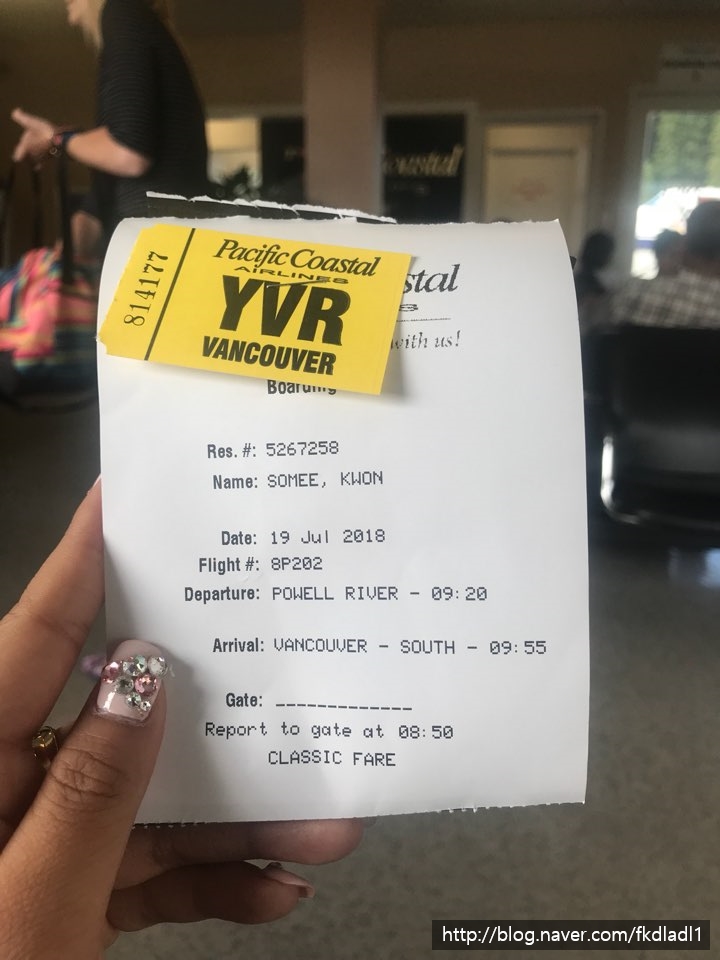 814177
Pacific Coastal
AIRLINES
YVR
VANCOUVER
stal
with us!
Boarding
Res. #: 5267258
Name: SOMEE, KWON
Date: 19 Jul 2018
Flight #: 8P202
Departure: POWELL RIVER - 09:20
Arrival: VANCOUVER - SOUTH - 09:55
Gate: _____________
Report to gate at 08:50
CLASSIC FARE
http://blog.naver.com/fkdladl1